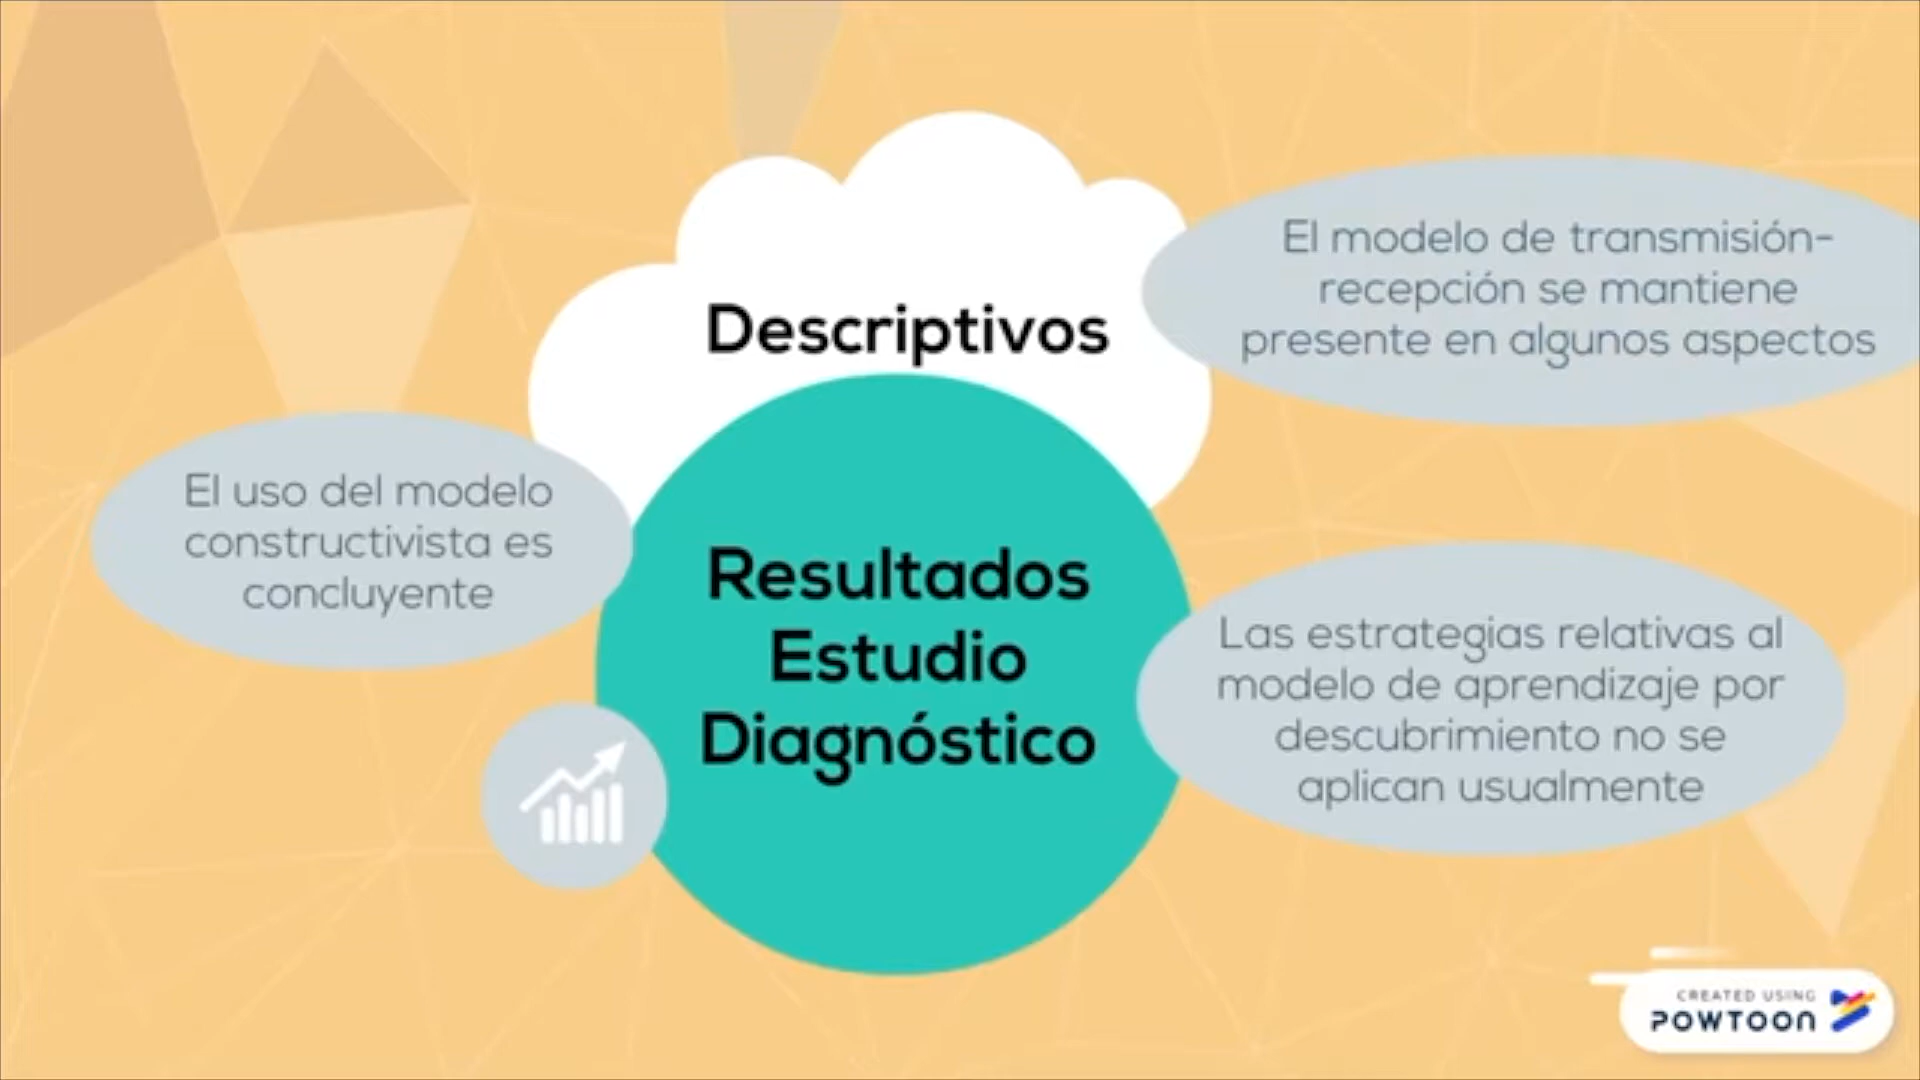 Descriptivos
El modelo de transmisión-
recepción se mantiene
presente en algunos aspectos
El uso del modelo
constructivista es
concluyente
Resultados
Estudio
Diagnóstico
Las estrategias relativas al
modelo de aprendizaje por
descubrimiento no se
aplican usualmente
CREATED USING
POWTOON